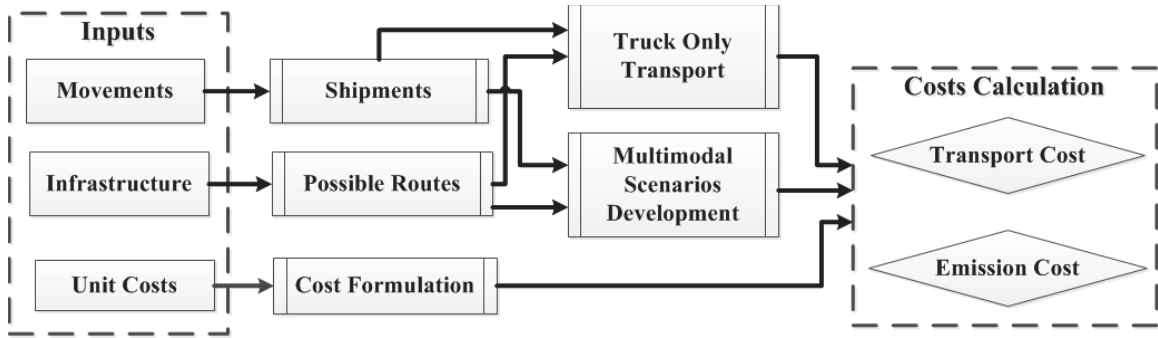 Inputs
Movements
Infrastructure
Unit Costs
Shipments
Possible Routes
Cost Formulation
Truck Only
Transport
Multimodal
Scenarios
Development
Costs Calculation
Transport Cost
Emission Cost